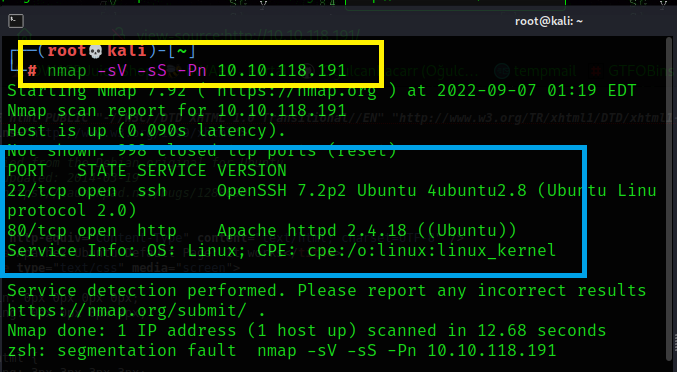 root@kali: ~
┌──(root💀kali)-[~]
└─# nmap -sV -sS -Pn 10.10.118.191
Starting Nmap 7.92 ( https://nmap.org ) at 2022-09-07 01:19 EDT
Nmap scan report for 10.10.118.191
Host is up (0.090s latency).
Not shown: 998 closed tcp ports (reset)
PORT   STATE SERVICE VERSION
22/tcp open  ssh     OpenSSH 7.2p2 Ubuntu 4ubuntu2.8 (Ubuntu Linu
protocol 2.0)
80/tcp open  http    Apache httpd 2.4.18 ((Ubuntu))
Service Info: OS: Linux; CPE: cpe:/o:linux:linux_kernel
Service detection performed. Please report any incorrect results
https://nmap.org/submit/ .
Nmap done: 1 IP address (1 host up) scanned in 12.68 seconds
zsh: segmentation fault  nmap -sV -sS -Pn 10.10.118.191